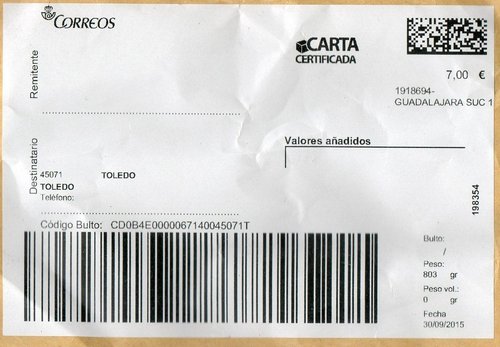 CORREOS
Remitente
CARTA
CERTIFICADA
7,00 €
1918694-
GUADALAJARA SUC 1
Destinatario
45071 TOLEDO
TOLEDO
Teléfono:
Valores añadidos
198354
Código Bulto: CD0B4E0000067140045071T
Bulto:
/
Peso:
803 gr
Peso vol.:
0 gr
Fecha
30/09/2015